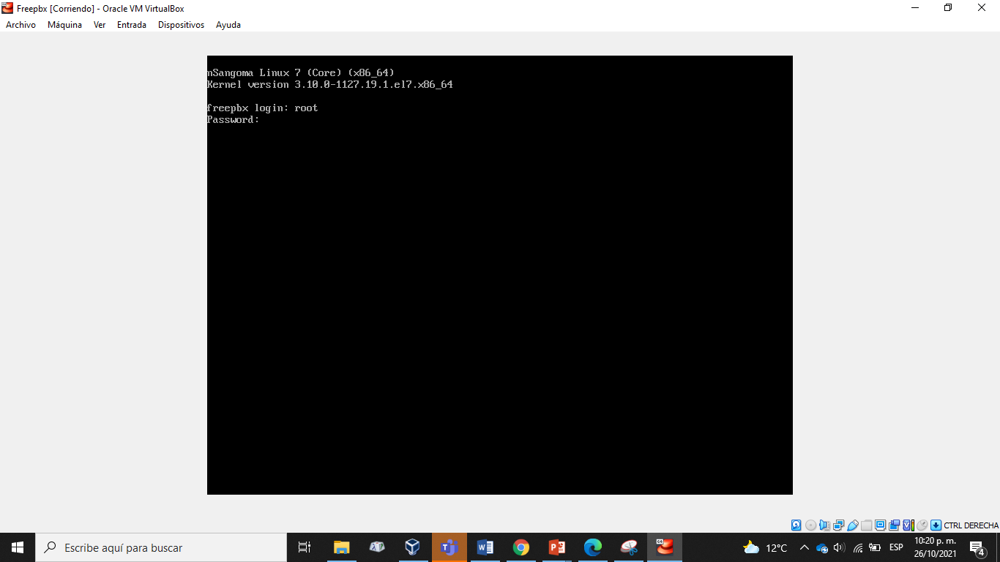 Freepbx [Corriendo] - Oracle VM VirtualBox
Archivo Máquina Ver Entrada Dispositivos Ayuda
nSangoma Linux 7 (Core) (x86_64)
Kernel version 3.10.0-1127.19.1.el7.x86_64
freepbx login: root
Password:
CTRL DERECHA
Escribe aquí para buscar
12°C
ESP
10:20 p. m.
26/10/2021
4